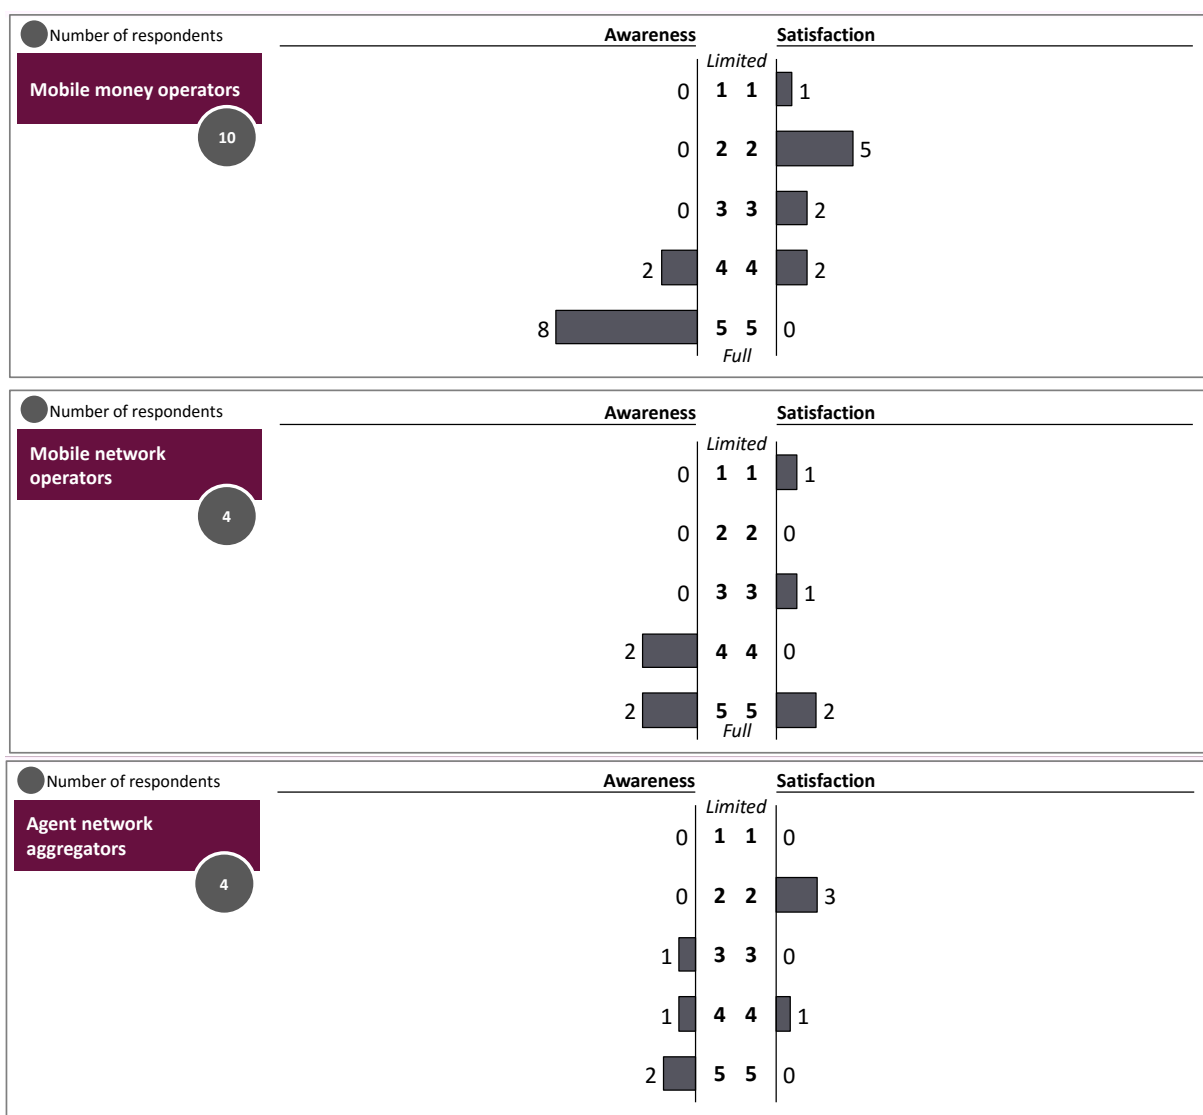 Number of respondents Awareness Satisfaction
Mobile money operators
10
Limited
0 1 1 1
0 2 2 5
0 3 3 2
2 4 4 2
8 5 5 0
Full
Number of respondents Awareness Satisfaction
Mobile network
operators
4
Limited
0 1 1 1
0 2 2 0
0 3 3 1
2 4 4 0
2 5 5 2
Full
Number of respondents Awareness Satisfaction
Agent network
aggregators
4
Limited
0 1 1 0
0 2 2 3
1 3 3 0
1 4 4 1
2 5 5 0